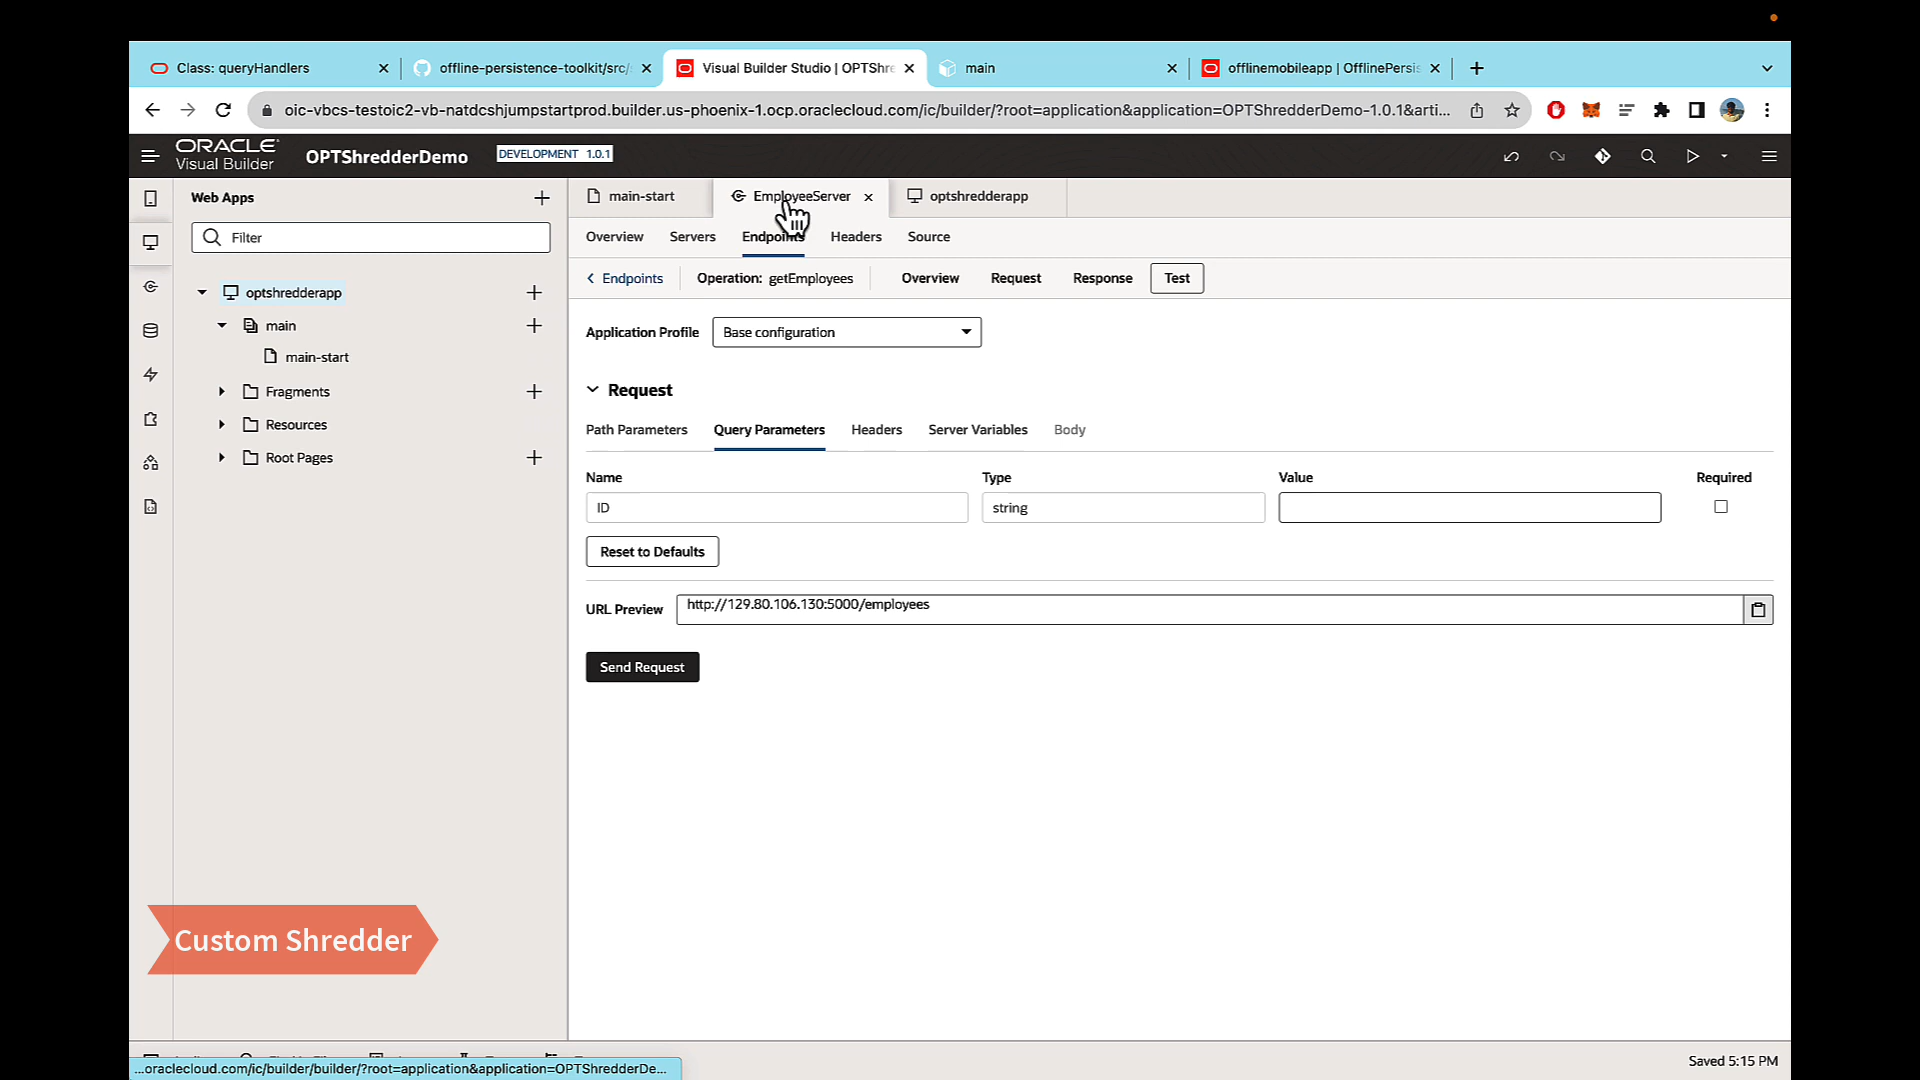 Class: queryHandlers
offline-persistence-toolkit/src/
Visual Builder Studio | OPTShre
main
offlinemobileapp | OfflinePersis
oic-vbcs-testoic2-vb-natdcshjumpstartprod.builder.us-phoenix-1.ocp.oraclecloud.com/ic/builder/?root=application&application=OPTShredderDemo-1.0.1&arti...
ORACLE
Visual Builder
OPTShredderDemo
DEVELOPMENT 1.0.1
Web Apps
Filter
optshredderapp
main
main-start
Fragments
Resources
Root Pages
main-start
EmployeeServer
optshredderapp
Overview
Servers
Endpoints
Headers
Source
Endpoints
Operation: getEmployees
Overview
Request
Response
Test
Application Profile
Base configuration
Request
Path Parameters
Query Parameters
Headers
Server Variables
Body
Name
Type
Value
Required
ID
string
Reset to Defaults
URL Preview
http://129.80.106.130:5000/employees
Send Request
Custom Shredder
...oraclecloud.com/ic/builder/builder/?root=application&application=OPTShredderDe...
Saved 5:15 PM